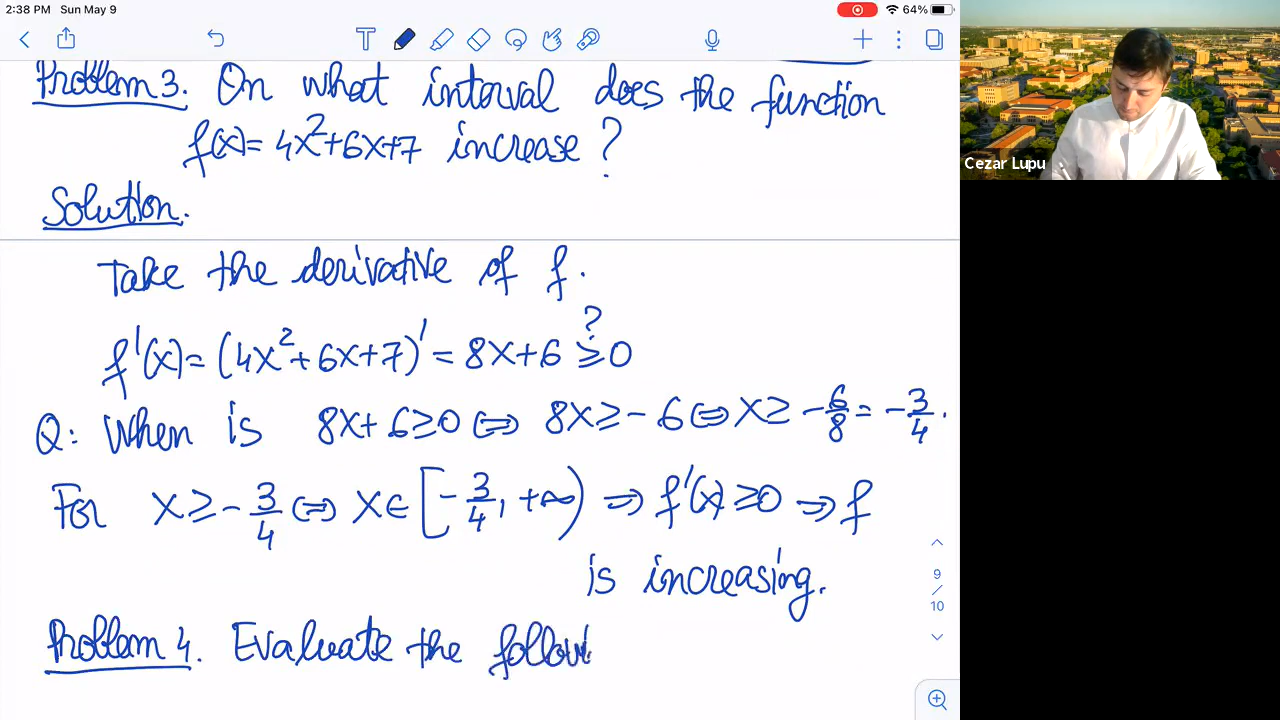 2:38 PM Sun May 9
64%
Problem 3. On what interval does the function
f(x)= 4x²+6x+7 increase ?
Solution.
Take the derivative of f.
?
f'(x)= (4x²+6x+7)' = 8x+6 ≥0
Q: When is 8x+6≥0 ⇔ 8x≥-6 ⇔ x≥ -6/8 = -3/4.
For x≥-3/4 ⇔ x∈[-3/4, +∞) ⇒ f'(x)≥0 ⇒ f
is increasing.
Problem 4. Evaluate the followi
9
/
10
Cezar Lupu